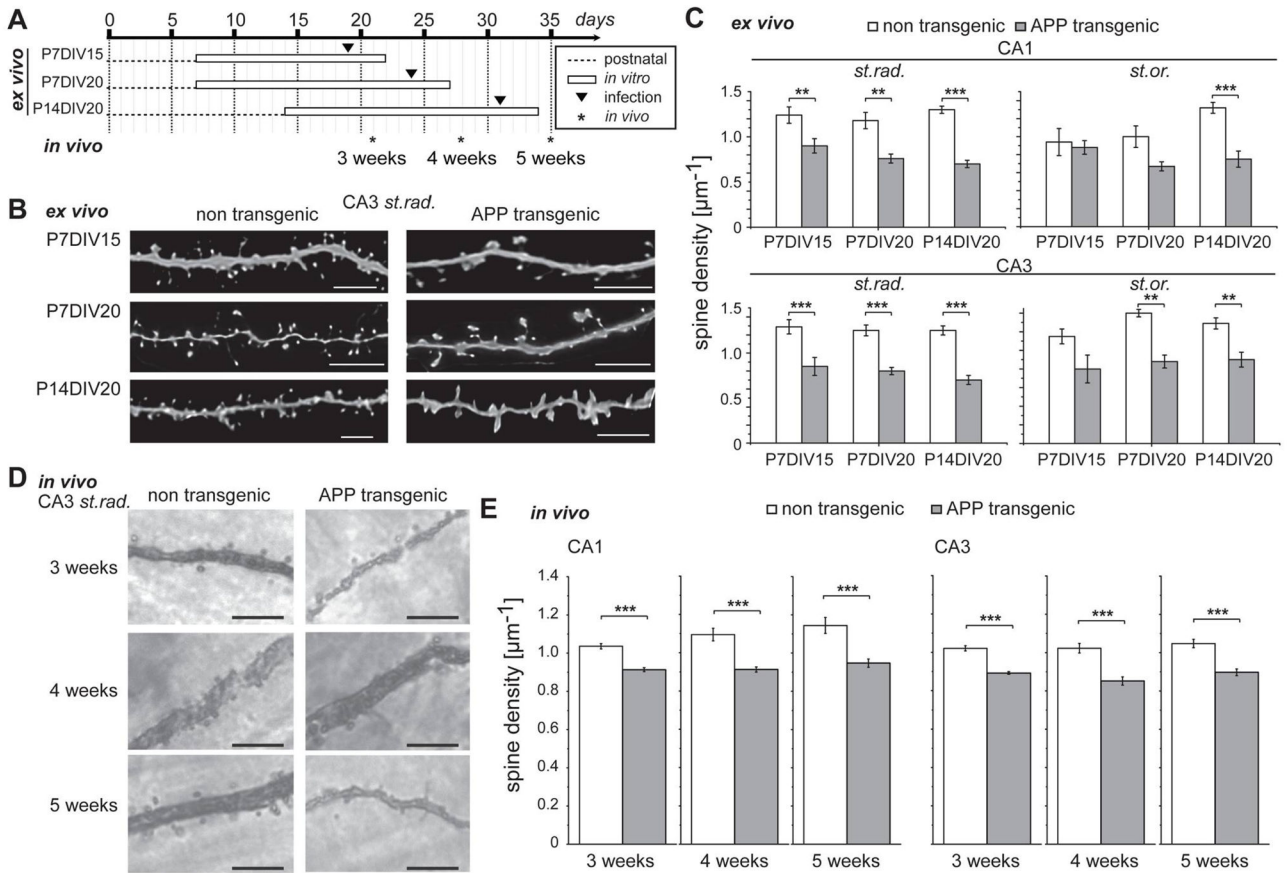 A
0 5 10 15 20 25 30 35 days
ex vivo
P7DIV15
P7DIV20
P14DIV20
postnatal
in vitro
infection
* in vivo
in vivo
* * *
3 weeks 4 weeks 5 weeks
B ex vivo
CA3 st.rad.
non transgenic APP transgenic
P7DIV15
P7DIV20
P14DIV20
C ex vivo
non transgenic APP transgenic
CA1
st.rad. st.or.
spine density [µm-1]
1.5
1.0
0.5
0
** ** *** ***
P7DIV15 P7DIV20 P14DIV20 P7DIV15 P7DIV20 P14DIV20
CA3
st.rad. st.or.
1.5
1.0
0.5
0
*** *** *** ** **
P7DIV15 P7DIV20 P14DIV20 P7DIV15 P7DIV20 P14DIV20
D in vivo
CA3 st.rad.
non transgenic APP transgenic
3 weeks
4 weeks
5 weeks
E in vivo
non transgenic APP transgenic
CA1 CA3
spine density [µm-1]
1.4
1.2
1.0
0.8
0.6
0.4
0.2
0
*** *** *** *** *** ***
3 weeks 4 weeks 5 weeks 3 weeks 4 weeks 5 weeks